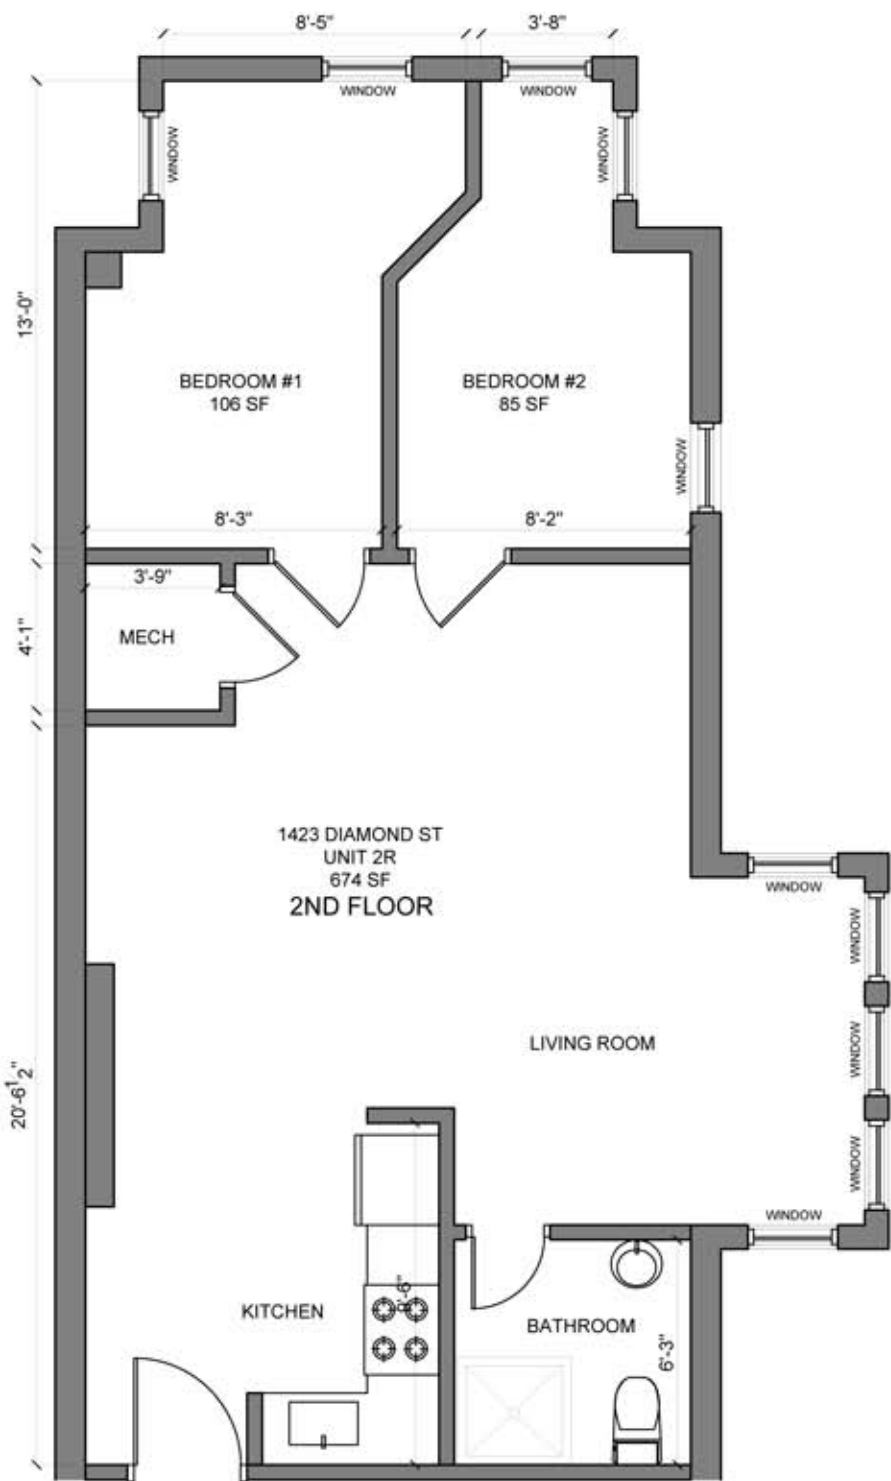 8'-5"
3'-8"
WINDOW
WINDOW
WINDOW
WINDOW
13'-0"
BEDROOM #1
106 SF
BEDROOM #2
85 SF
WINDOW
8'-3"
8'-2"
3'-9"
4'-1"
MECH
1423 DIAMOND ST
UNIT 2R
674 SF
2ND FLOOR
WINDOW
WINDOW
LIVING ROOM
WINDOW
20'-6 1/2"
WINDOW
WINDOW
KITCHEN
BATHROOM
6'-3"